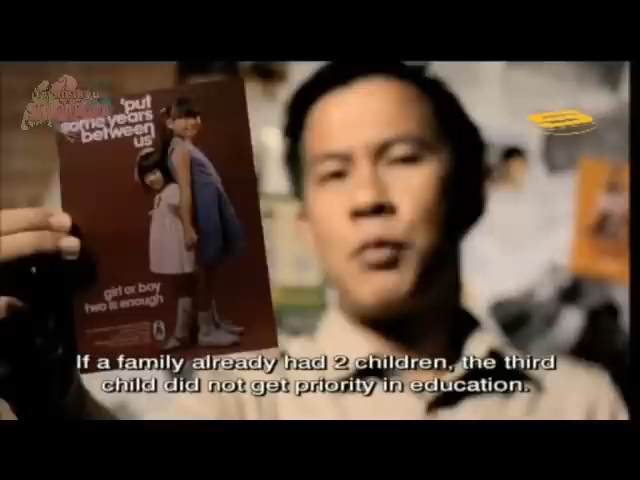 'put
some years
between
us'
girl or boy
two is enough
If a family already had 2 children, the third
child did not get priority in education.